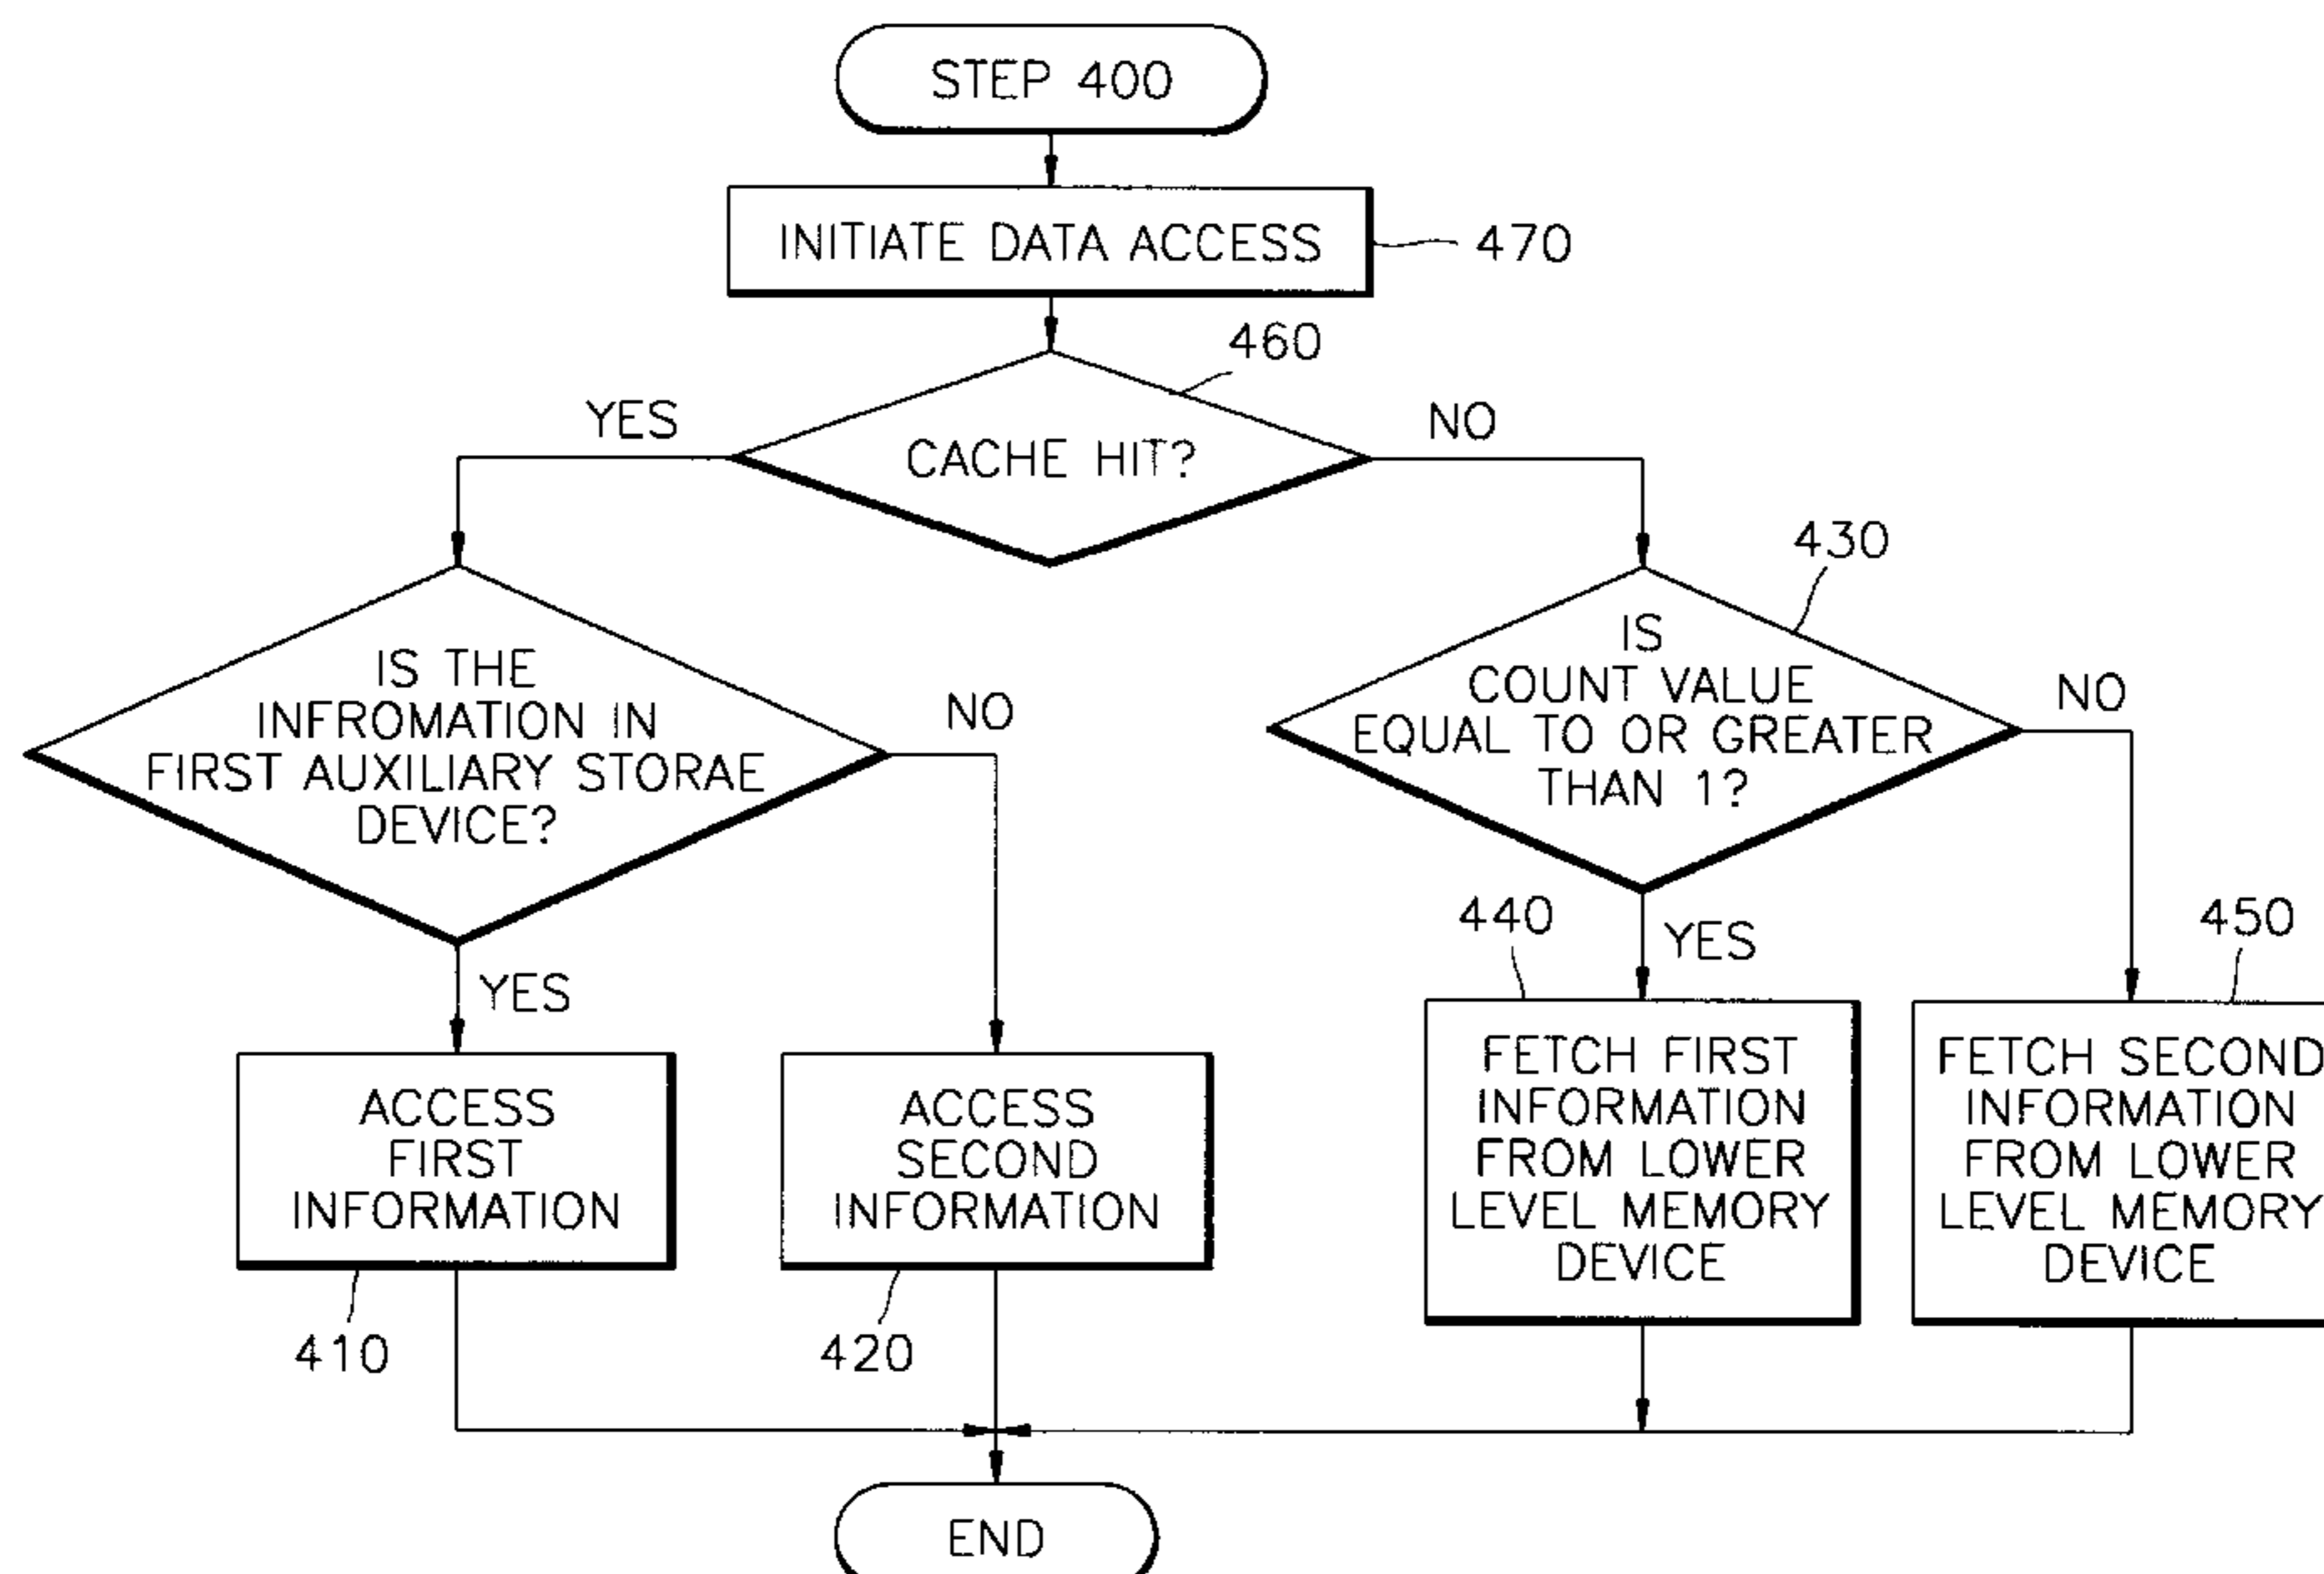 STEP 400
INITIATE DATA ACCESS
470
460
YES
NO
CACHE HIT?
430
IS THE
INFROMATION IN
FIRST AUXILIARY STORAE
DEVICE?
NO
IS
COUNT VALUE
EQUAL TO OR GREATER
THAN 1?
NO
YES
440
YES
450
ACCESS
FIRST
INFORMATION
ACCESS
SECOND
INFORMATION
FETCH FIRST
INFORMATION
FROM LOWER
LEVEL MEMORY
DEVICE
FETCH SECOND
INFORMATION
FROM LOWER
LEVEL MEMORY
DEVICE
410
420
END